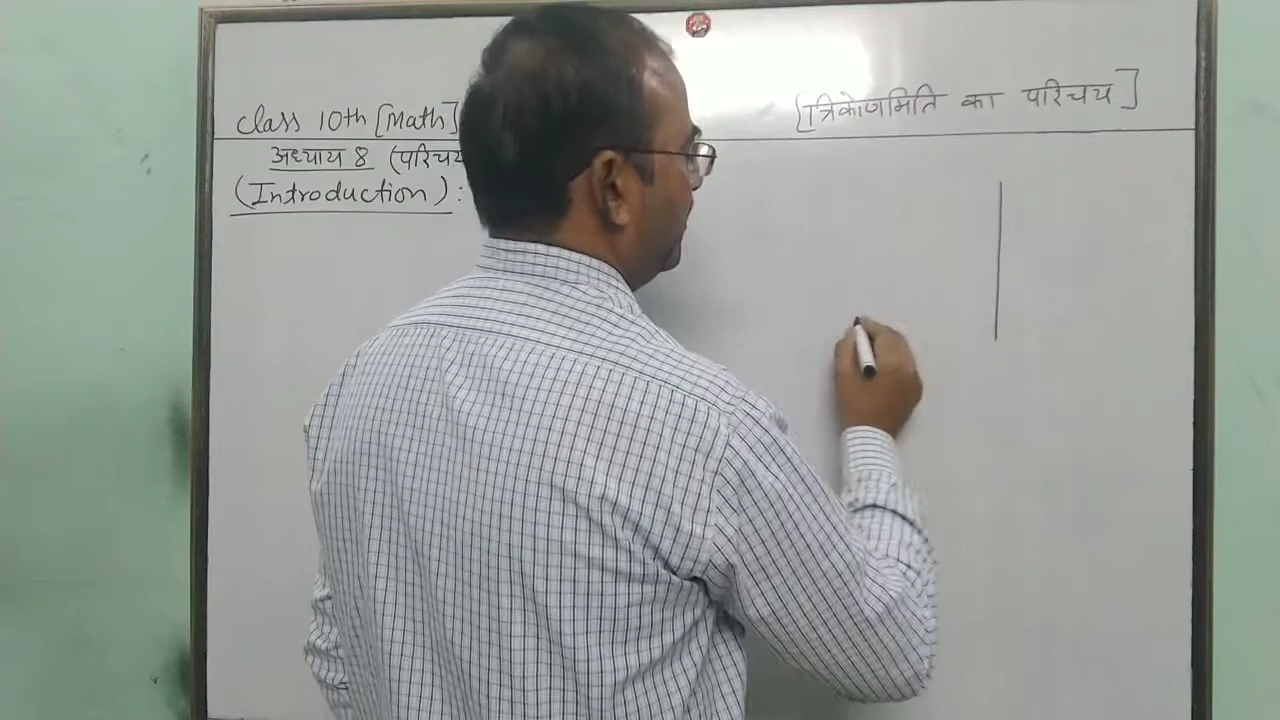 Class 10th [Math]
[त्रिकोणमिति का परिचय]
अध्याय 8 (परिचय
(Introduction) :